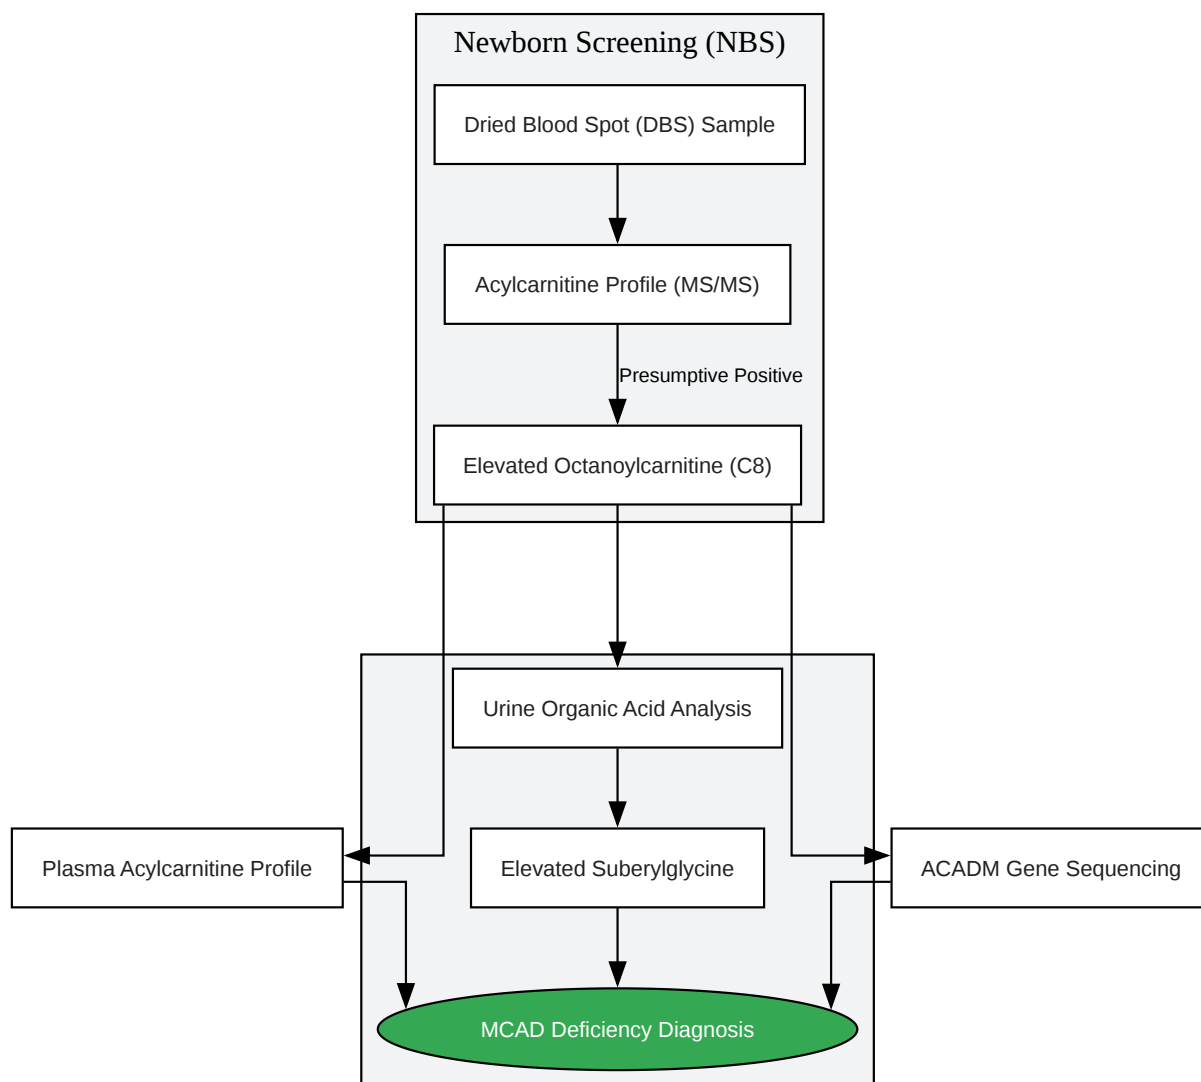 Newborn Screening (NBS)
Dried Blood Spot (DBS) Sample
Acylcarnitine Profile (MS/MS)
Presumptive Positive
Elevated Octanoylcarnitine (C8)
Urine Organic Acid Analysis
Plasma Acylcarnitine Profile
Elevated Suberylglycine
ACADM Gene Sequencing
MCAD Deficiency Diagnosis